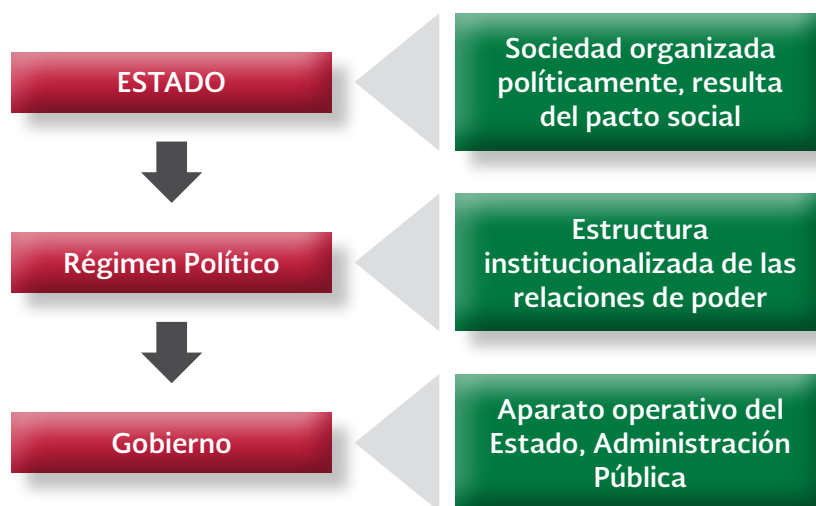 ESTADO
Sociedad organizada
políticamente, resulta
del pacto social
Régimen Político
Estructura
institucionalizada de las
relaciones de poder
Gobierno
Aparato operativo del
Estado, Administración
Pública